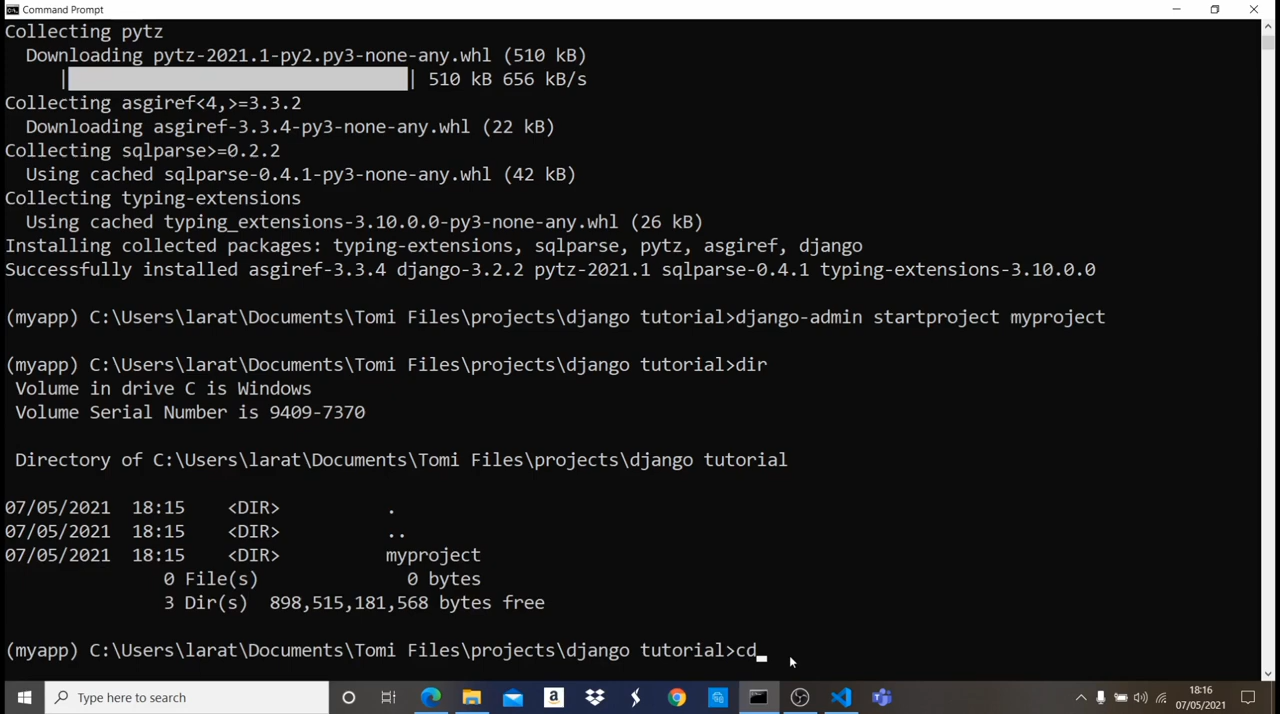 Command Prompt
Collecting pytz
Downloading pytz-2021.1-py2.py3-none-any.whl (510 kB)
| | 510 kB 656 kB/s
Collecting asgiref<4,>=3.3.2
Downloading asgiref-3.3.4-py3-none-any.whl (22 kB)
Collecting sqlparse>=0.2.2
Using cached sqlparse-0.4.1-py3-none-any.whl (42 kB)
Collecting typing-extensions
Using cached typing_extensions-3.10.0.0-py3-none-any.whl (26 kB)
Installing collected packages: typing-extensions, sqlparse, pytz, asgiref, django
Successfully installed asgiref-3.3.4 django-3.2.2 pytz-2021.1 sqlparse-0.4.1 typing-extensions-3.10.0.0
(myapp) C:\Users\larat\Documents\Tomi Files\projects\django tutorial>django-admin startproject myproject
(myapp) C:\Users\larat\Documents\Tomi Files\projects\django tutorial>dir
Volume in drive C is Windows
Volume Serial Number is 9409-7370
Directory of C:\Users\larat\Documents\Tomi Files\projects\django tutorial
07/05/2021 18:15 <DIR> .
07/05/2021 18:15 <DIR> ..
07/05/2021 18:15 <DIR> myproject
0 File(s) 0 bytes
3 Dir(s) 898,515,181,568 bytes free
(myapp) C:\Users\larat\Documents\Tomi Files\projects\django tutorial>cd
Type here to search
18:16
07/05/2021